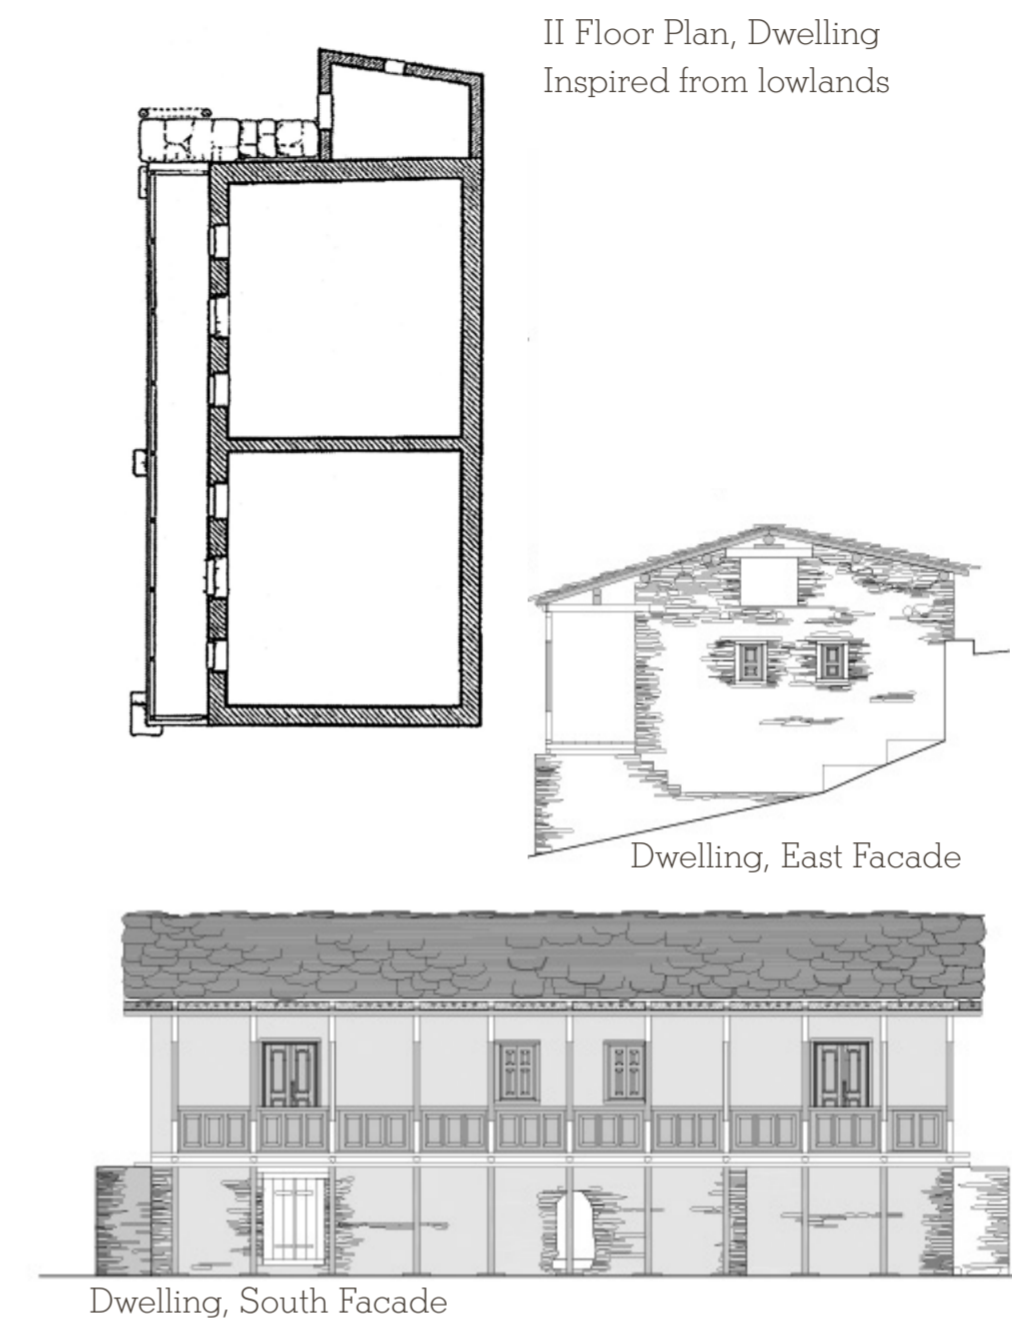 II Floor Plan, Dwelling
Inspired from lowlands
Dwelling, East Facade
Dwelling, South Facade